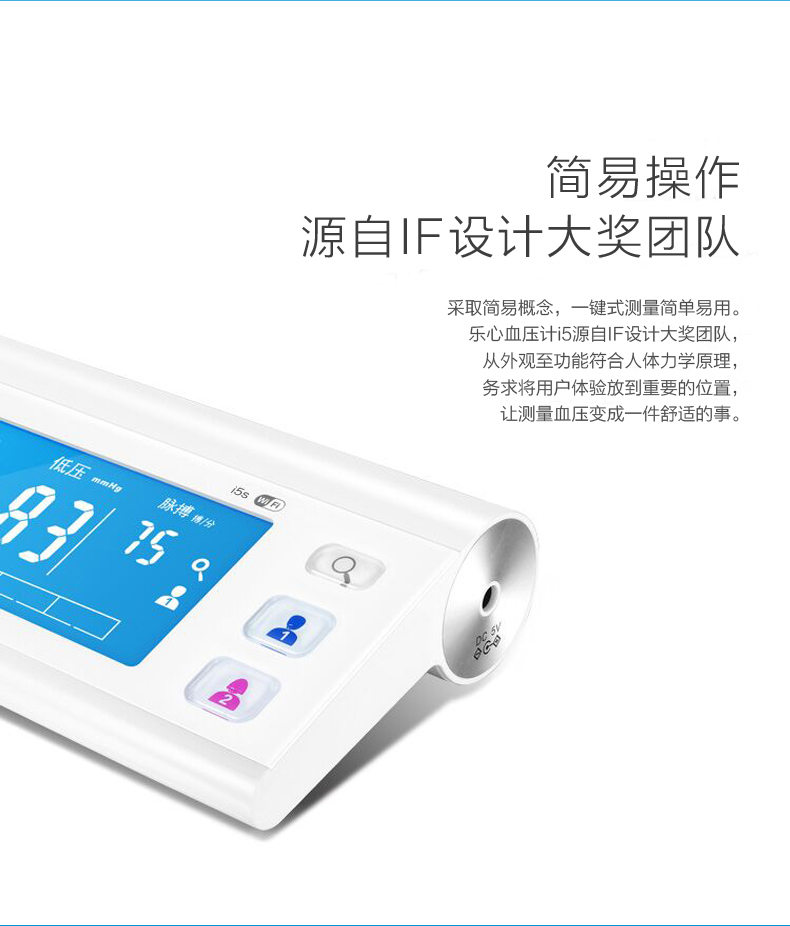 简易操作
源自IF设计大奖团队
采取简易概念，一键式测量简单易用。
乐心血压计i5源自IF设计大奖团队，
从外观至功能符合人体力学原理，
务求将用户体验放到重要的位置，
让测量血压变成一件舒适的事。
低压 mmHg
83
脉搏 搏/分
75
1
i5s WiFi
1
2
DC 5V